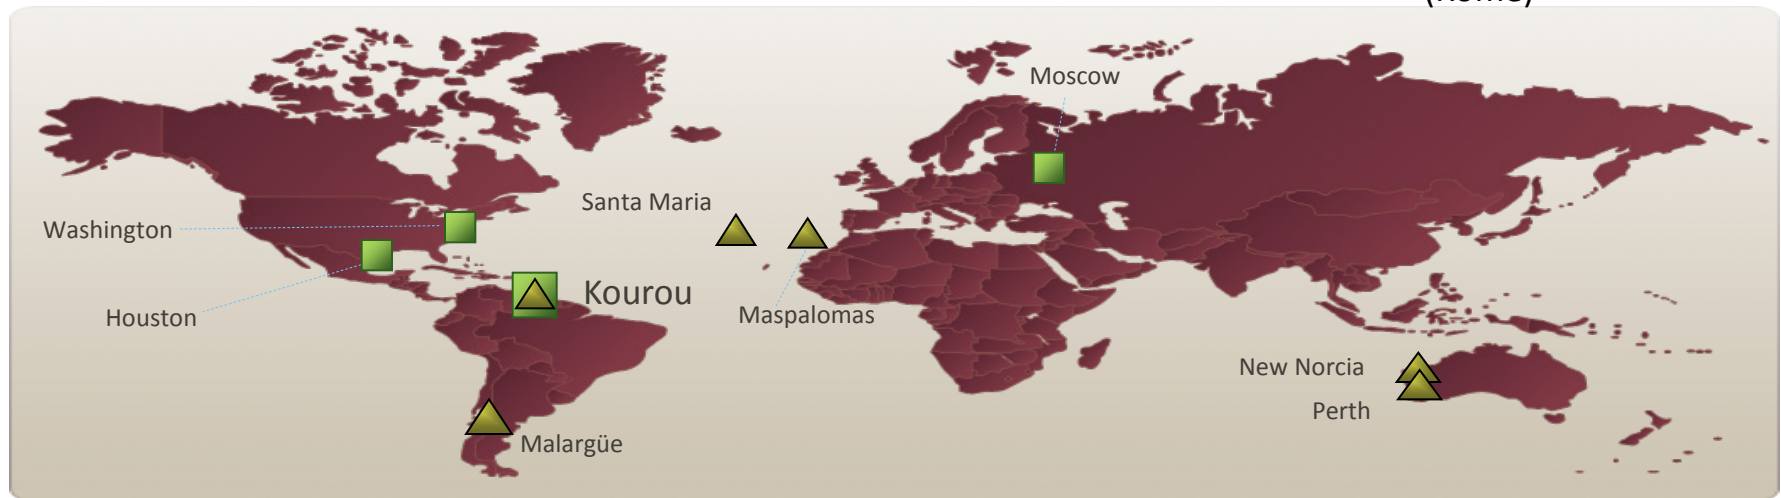 Moscow
Santa Maria
Washington
Kourou
Houston
Maspalomas
New Norcia
Perth
Malargüe